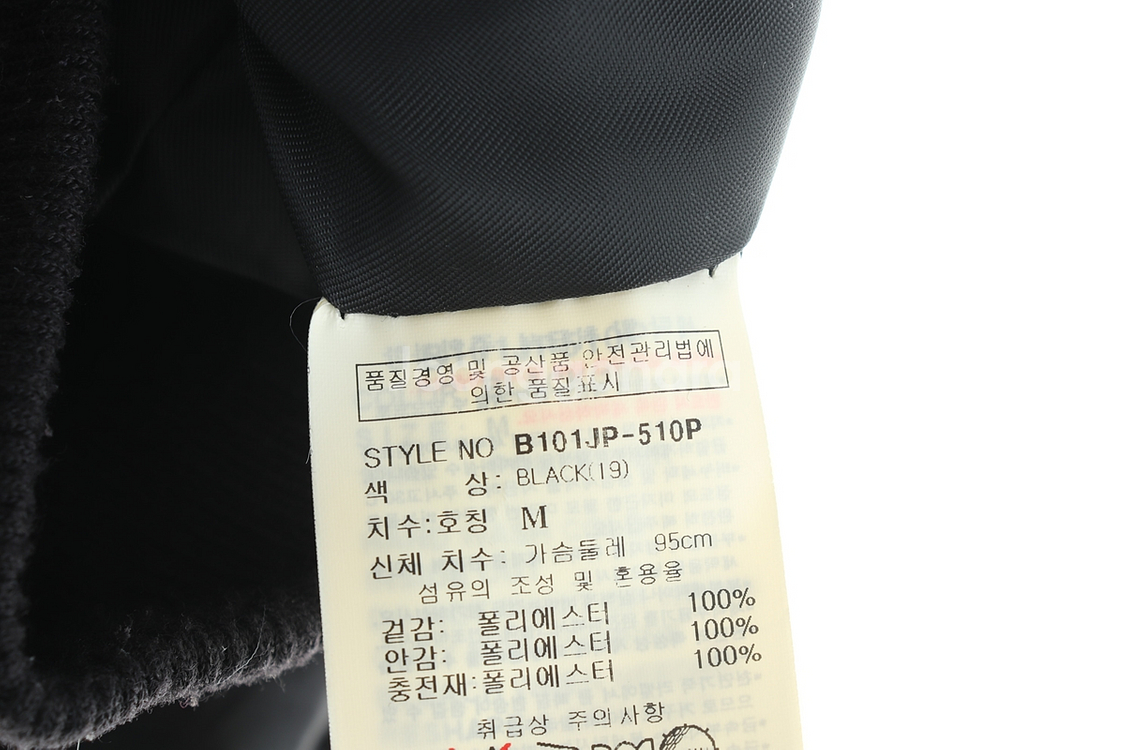 품질경영 및 공산품 안전관리법에
의한 품질표시
STYLE NO B101JP-510P
색 상: BLACK(19)
치수:호칭 M
신체 치수: 가슴둘레 95cm
섬유의 조성 및 혼용율
겉감: 폴리에스터 100%
안감: 폴리에스터 100%
충전재:폴리에스터 100%
취급상 주의사항